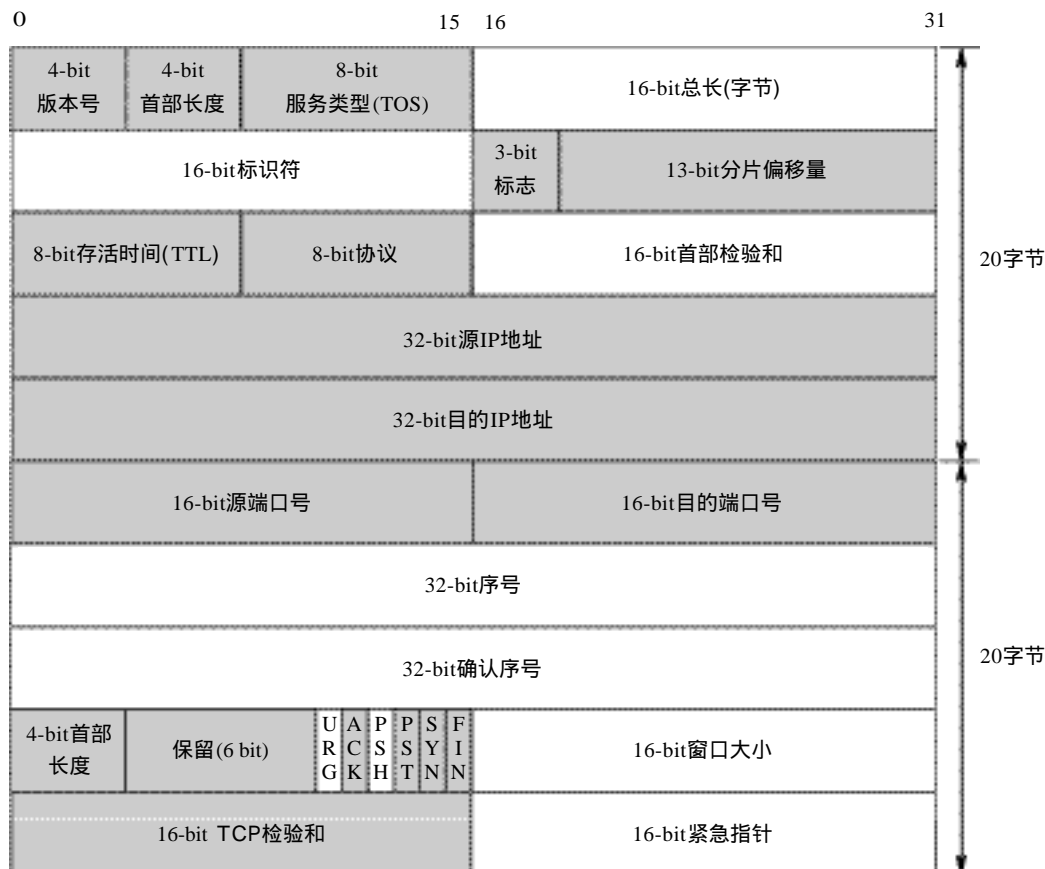 0 15 16 31
4-bit 4-bit 8-bit
版本号 首部长度 服务类型(TOS) 16-bit总长(字节)
16-bit标识符 3-bit 13-bit分片偏移量
标志
8-bit存活时间(TTL) 8-bit协议 16-bit首部检验和
20字节
32-bit源IP地址
32-bit目的IP地址
16-bit源端口号 16-bit目的端口号
32-bit序号
32-bit确认序号
20字节
4-bit首部
长度 保留(6 bit) URG ACK PSH PST SYN FIN 16-bit窗口大小
16-bit TCP检验和 16-bit紧急指针